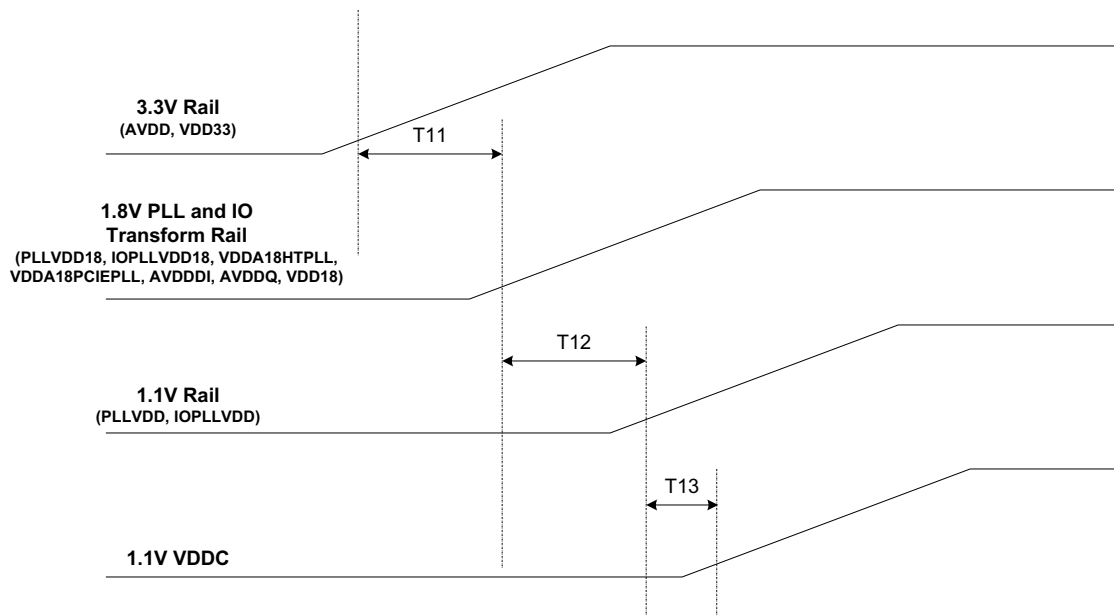 3.3V Rail
(AVDD, VDD33)
T11
1.8V PLL and IO
Transform Rail
(PLLVDD18, IOPLLVDD18, VDDA18HTPLL,
VDDA18PCIEPLL, AVDDDI, AVDDQ, VDD18)
T12
1.1V Rail
(PLLVDD, IOPLLVDD)
T13
1.1V VDDC